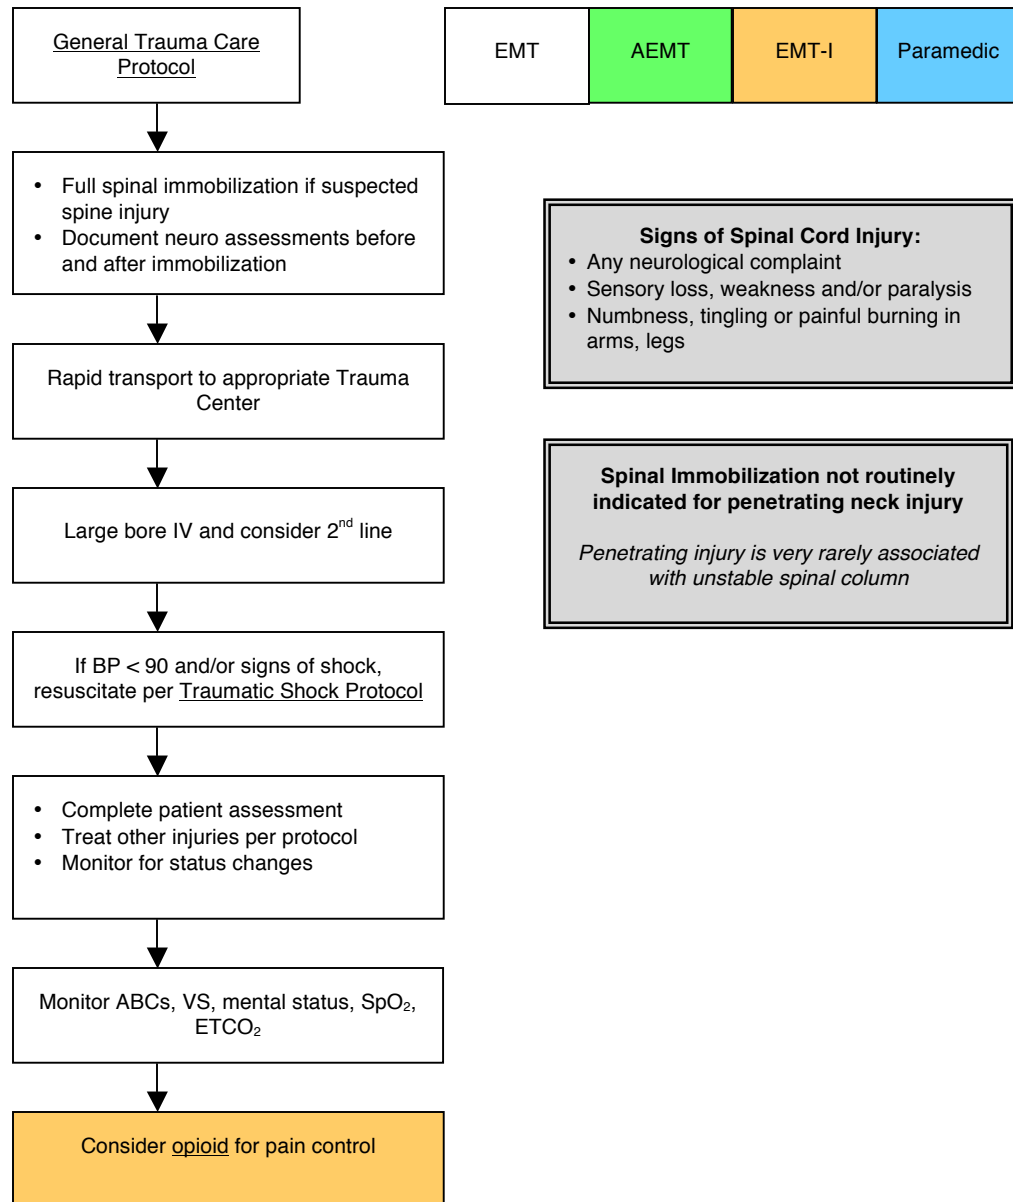 General Trauma Care
Protocol
EMT
AEMT
EMT-I
Paramedic
• Full spinal immobilization if suspected
spine injury
• Document neuro assessments before
and after immobilization
Signs of Spinal Cord Injury:
• Any neurological complaint
• Sensory loss, weakness and/or paralysis
• Numbness, tingling or painful burning in
arms, legs
Rapid transport to appropriate Trauma
Center
Spinal Immobilization not routinely
indicated for penetrating neck injury
Penetrating injury is very rarely associated
with unstable spinal column
Large bore IV and consider 2nd line
If BP < 90 and/or signs of shock,
resuscitate per Traumatic Shock Protocol
• Complete patient assessment
• Treat other injuries per protocol
• Monitor for status changes
Monitor ABCs, VS, mental status, SpO₂,
ETCO₂
Consider opioid for pain control